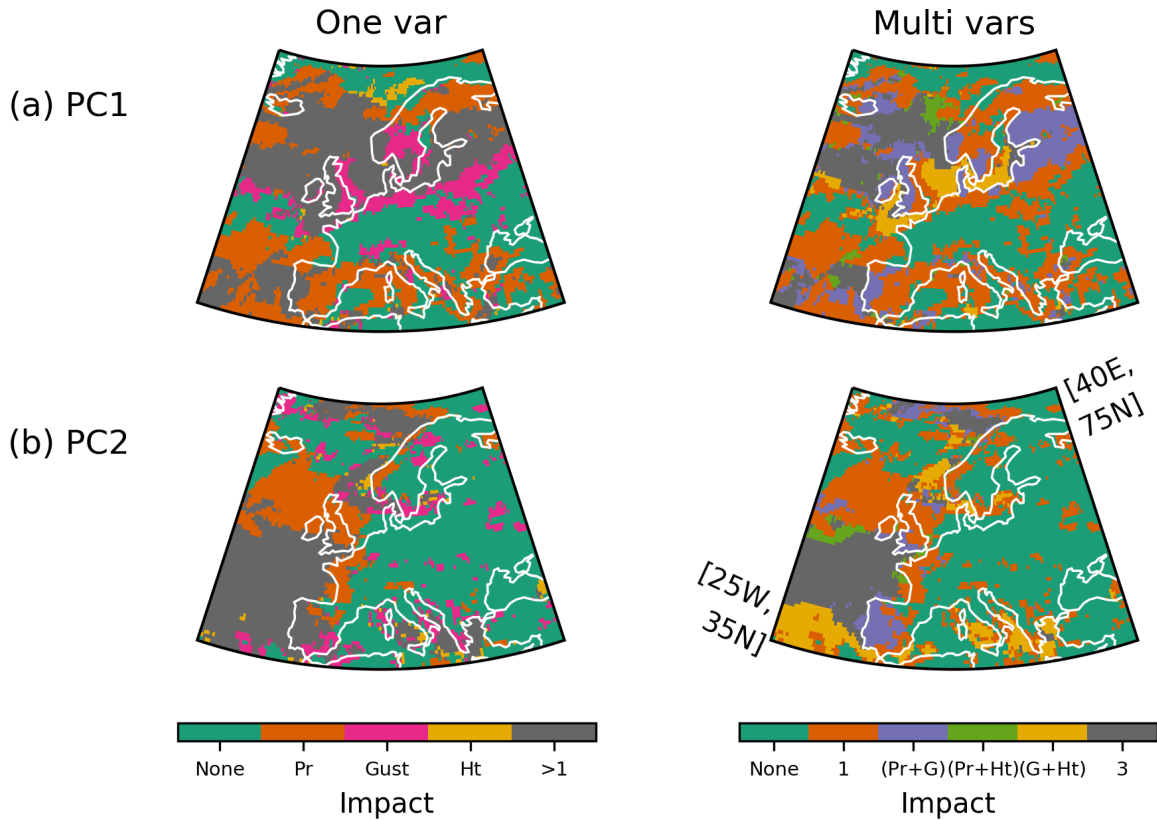 One var
Multi vars
(a) PC1
(b) PC2
[40E,
75N]
[25W,
35N]
None Pr Gust Ht >1
Impact
None 1 (Pr+G) (Pr+Ht) (G+Ht) 3
Impact